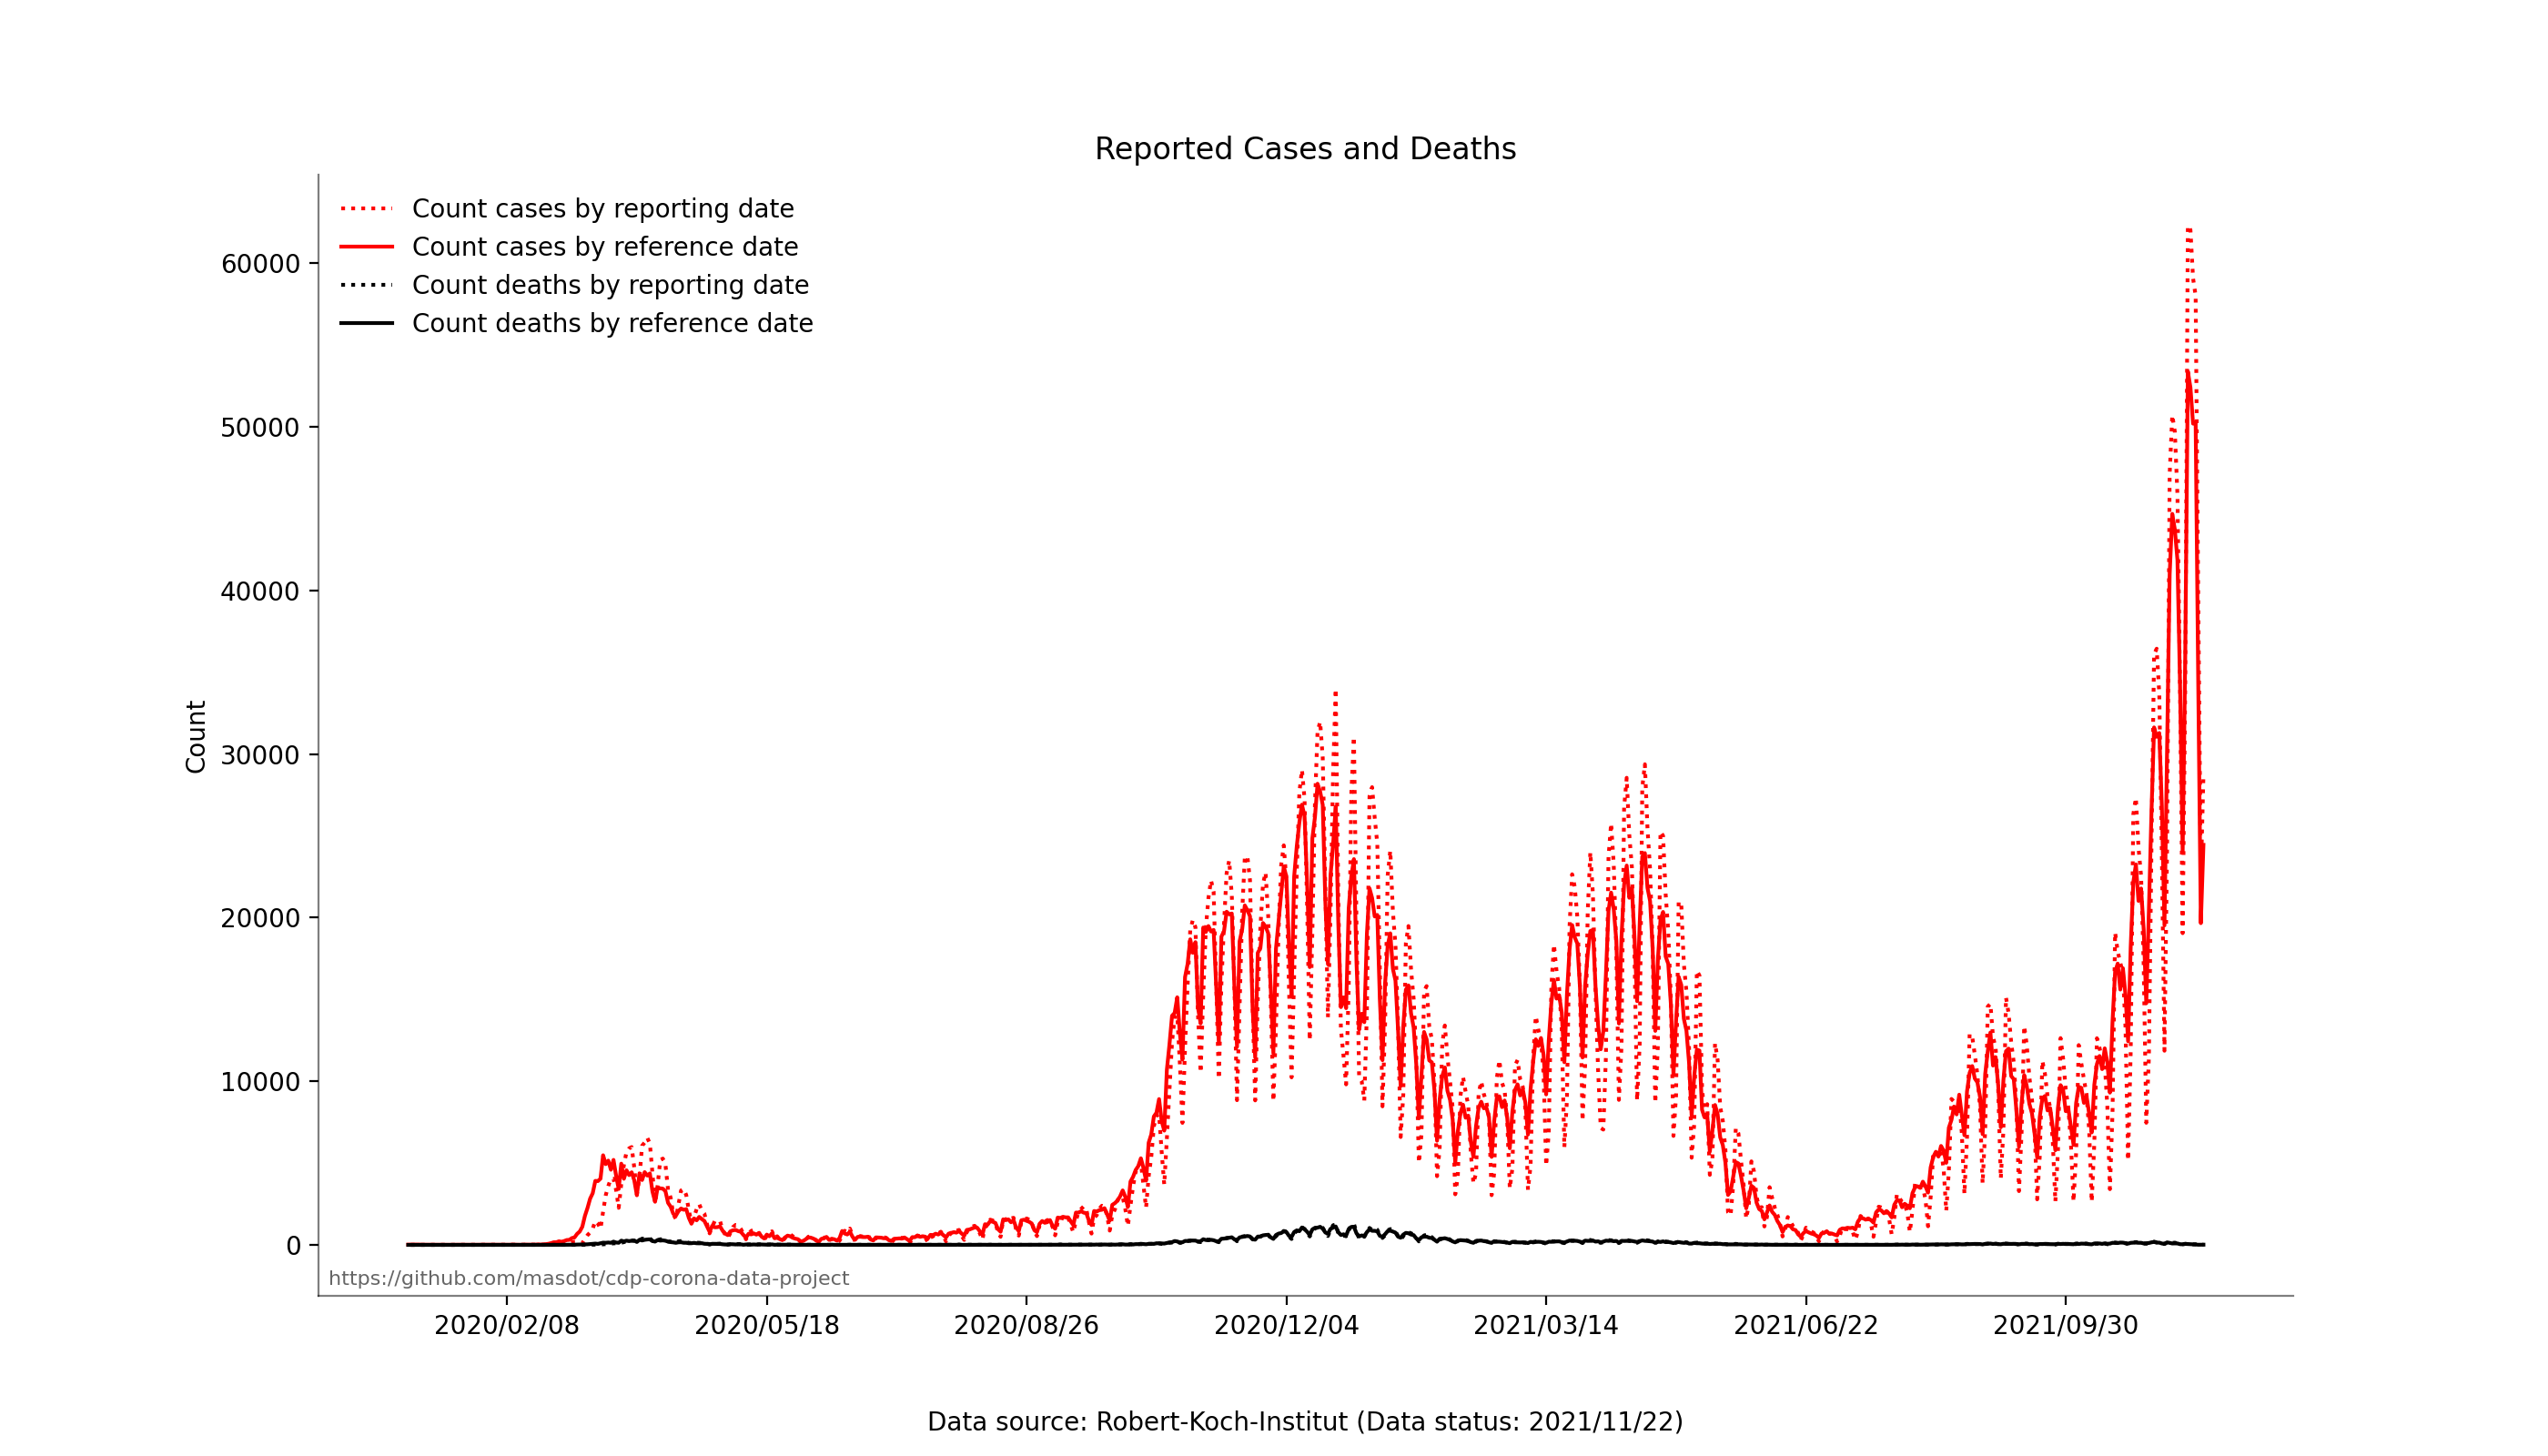 Reported Cases and Deaths
Count cases by reporting date
Count cases by reference date
Count deaths by reporting date
Count deaths by reference date
60000
50000
40000
30000
20000
10000
0
Count
https://github.com/masdot/cdp-corona-data-project
2020/02/08 2020/05/18 2020/08/26 2020/12/04 2021/03/14 2021/06/22 2021/09/30
Data source: Robert-Koch-Institut (Data status: 2021/11/22)